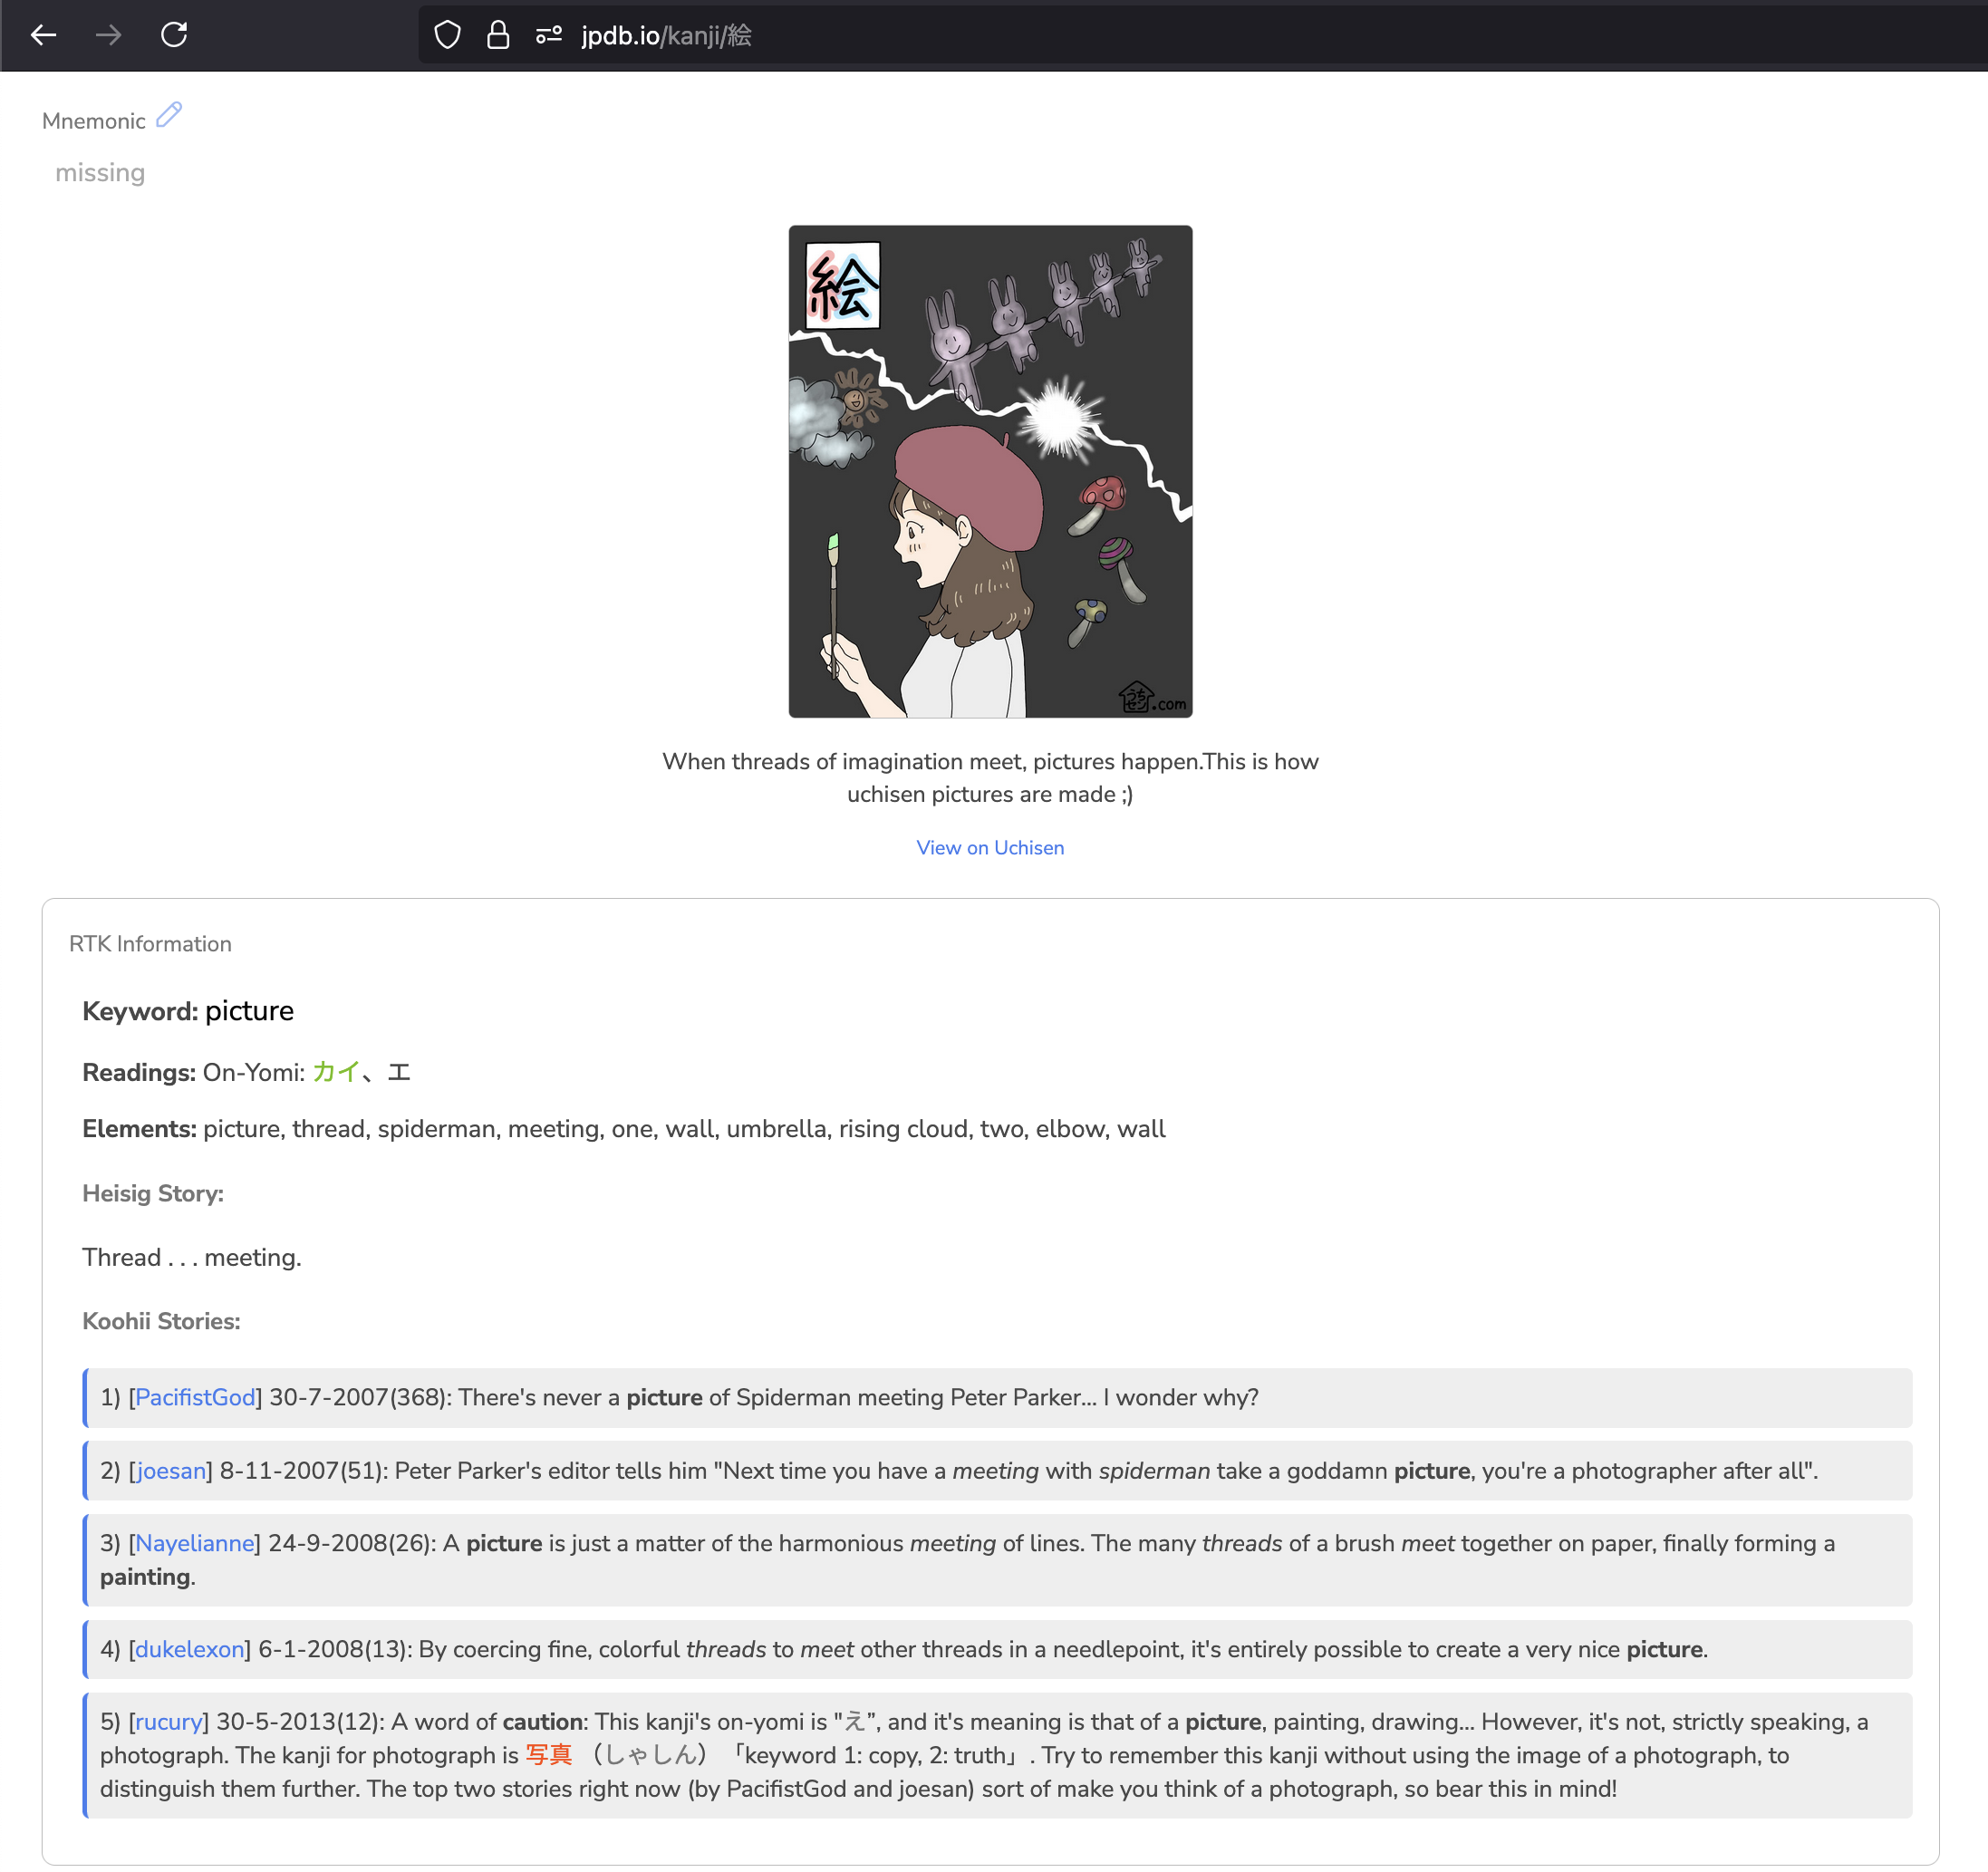 jpdb.io/kanji/絵
Mnemonic
missing
絵
うち
セン.com
When threads of imagination meet, pictures happen.This is how
uchisen pictures are made ;)
View on Uchisen
RTK Information
Keyword: picture
Readings: On-Yomi: カイ、エ
Elements: picture, thread, spiderman, meeting, one, wall, umbrella, rising cloud, two, elbow, wall
Heisig Story:
Thread . . . meeting.
Koohii Stories:
1) [PacifistGod] 30-7-2007(368): There's never a picture of Spiderman meeting Peter Parker... I wonder why?
2) [joesan] 8-11-2007(51): Peter Parker's editor tells him "Next time you have a meeting with spiderman take a goddamn picture, you're a photographer after all".
3) [Nayelianne] 24-9-2008(26): A picture is just a matter of the harmonious meeting of lines. The many threads of a brush meet together on paper, finally forming a
painting.
4) [dukelexon] 6-1-2008(13): By coercing fine, colorful threads to meet other threads in a needlepoint, it's entirely possible to create a very nice picture.
5) [rucury] 30-5-2013(12): A word of caution: This kanji's on-yomi is "え”, and it's meaning is that of a picture, painting, drawing... However, it's not, strictly speaking, a
photograph. The kanji for photograph is 写真 （しゃしん）「keyword 1: copy, 2: truth」. Try to remember this kanji without using the image of a photograph, to
distinguish them further. The top two stories right now (by PacifistGod and joesan) sort of make you think of a photograph, so bear this in mind!